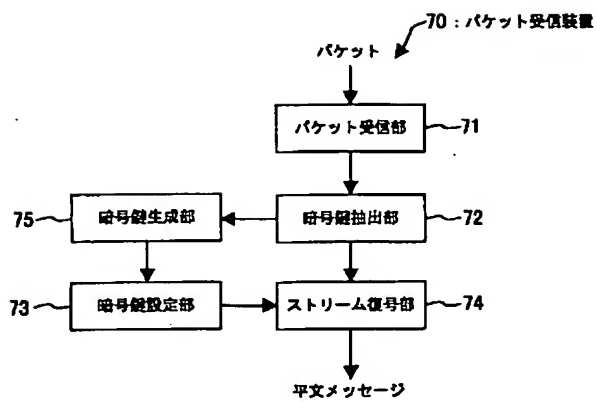 70:パケット受信装置
パケット
パケット受信部 71
75 暗号鍵生成部 暗号鍵抽出部 72
73 暗号鍵設定部 ストリーム復号部 74
平文メッセージ